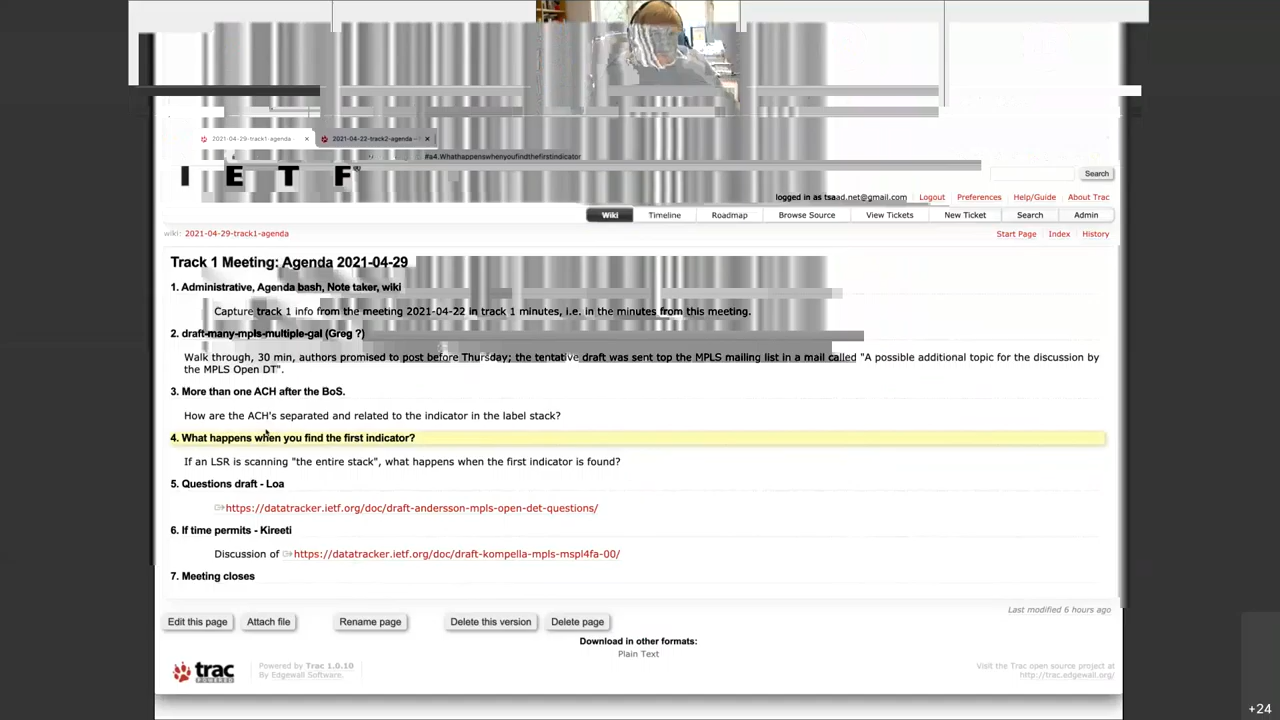 2021-04-29-track1-agenda
2021-04-22-track2-agenda
#a4.Whathappenswhenyoufindthefirstindicator
I E T F
Search
logged in as tsaad.net@gmail.com Logout Preferences Help/Guide About Trac
Wiki Timeline Roadmap Browse Source View Tickets New Ticket Search Admin
wiki: 2021-04-29-track1-agenda
Start Page Index History
Track 1 Meeting: Agenda 2021-04-29
1. Administrative, Agenda bash, Note taker, wiki
Capture track 1 info from the meeting 2021-04-22 in track 1 minutes, i.e. in the minutes from this meeting.
2. draft-many-mpls-multiple-gal (Greg ?)
Walk through, 30 min, authors promised to post before Thursday; the tentative draft was sent top the MPLS mailing list in a mail called "A possible additional topic for the discussion by
the MPLS Open DT".
3. More than one ACH after the BoS.
How are the ACH's separated and related to the indicator in the label stack?
4. What happens when you find the first indicator?
If an LSR is scanning "the entire stack", what happens when the first indicator is found?
5. Questions draft - Loa
https://datatracker.ietf.org/doc/draft-andersson-mpls-open-det-questions/
6. If time permits - Kireeti
Discussion of https://datatracker.ietf.org/doc/draft-kompella-mpls-mspl4fa-00/
7. Meeting closes
Last modified 6 hours ago
Edit this page Attach file Rename page Delete this version Delete page
Download in other formats:
Plain Text
trac
POWERED
Powered by Trac 1.0.10
By Edgewall Software.
Visit the Trac open source project at
http://trac.edgewall.org/
+24